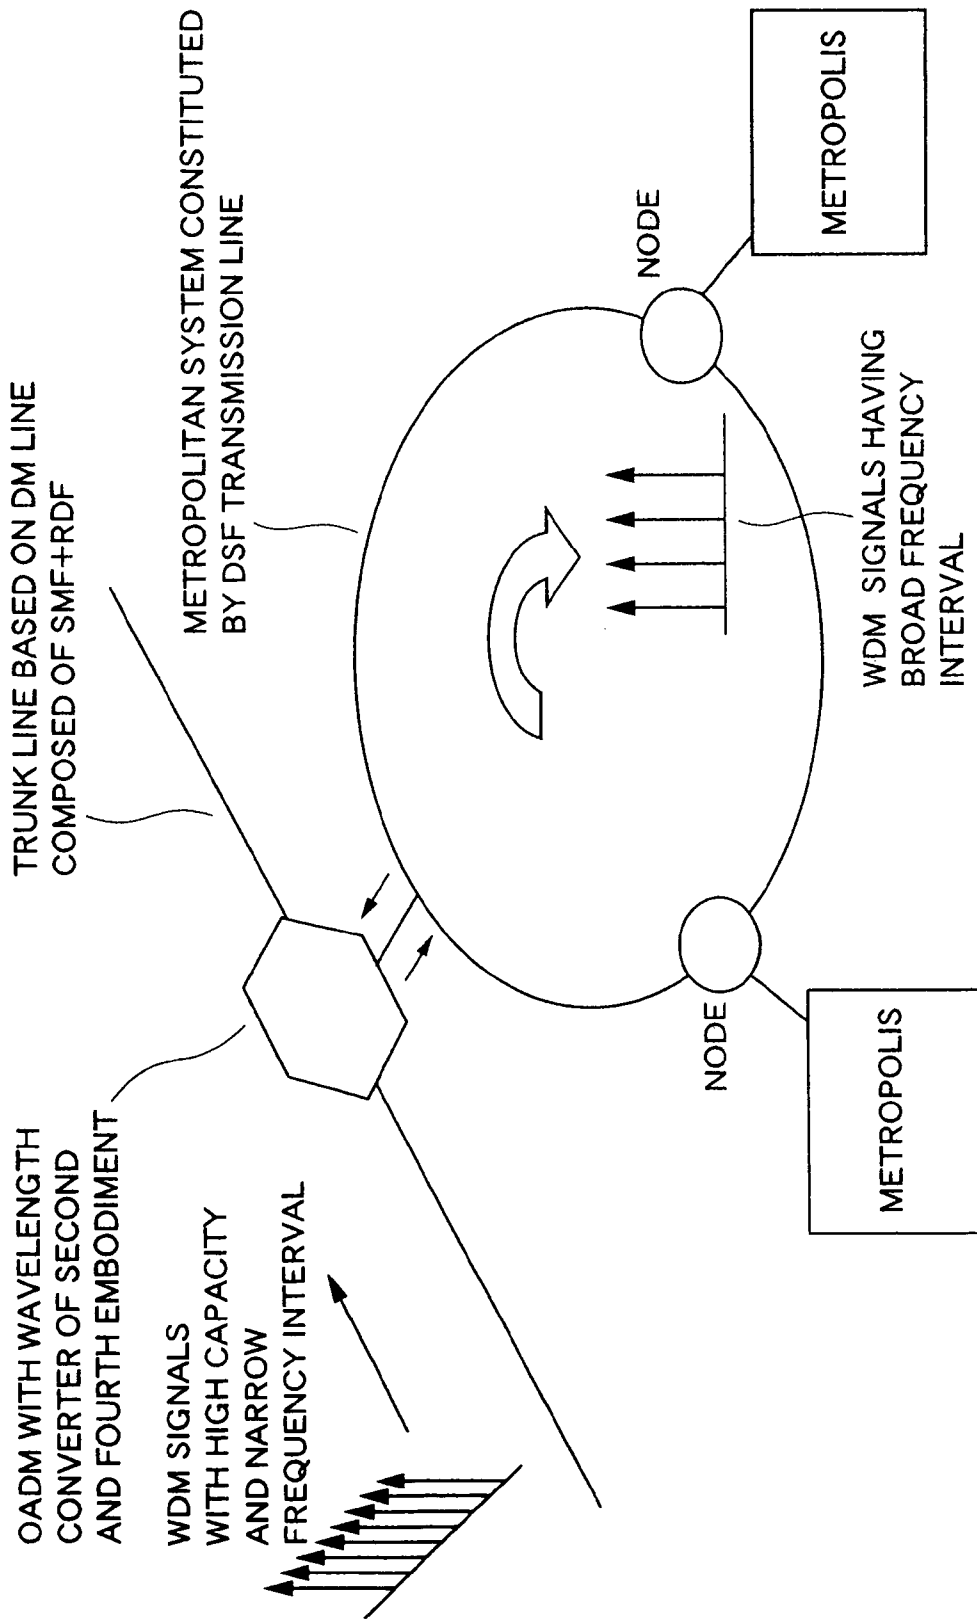 OADM WITH WAVELENGTH
CONVERTER OF SECOND
AND FOURTH EMBODIMENT
TRUNK LINE BASED ON DM LINE
COMPOSED OF SMF+RDF
WDM SIGNALS
WITH HIGH CAPACITY
AND NARROW
FREQUENCY INTERVAL
METROPOLITAN SYSTEM CONSTITUTED
BY DSF TRANSMISSION LINE
NODE
NODE
WDM SIGNALS HAVING
BROAD FREQUENCY
INTERVAL
METROPOLIS
METROPOLIS